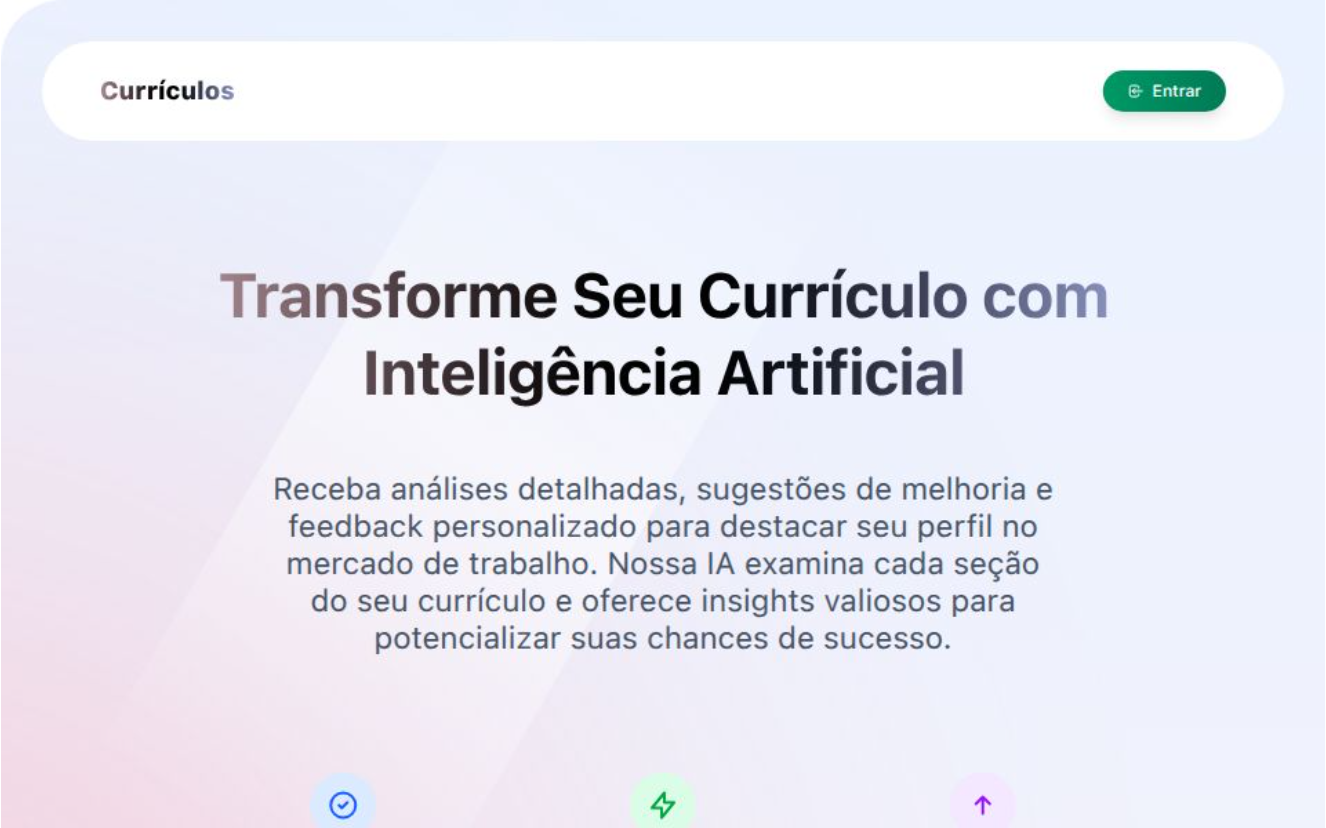 Currículos
Entrar
Transforme Seu Currículo com
Inteligência Artificial
Receba análises detalhadas, sugestões de melhoria e
feedback personalizado para destacar seu perfil no
mercado de trabalho. Nossa IA examina cada seção
do seu currículo e oferece insights valiosos para
potencializar suas chances de sucesso.